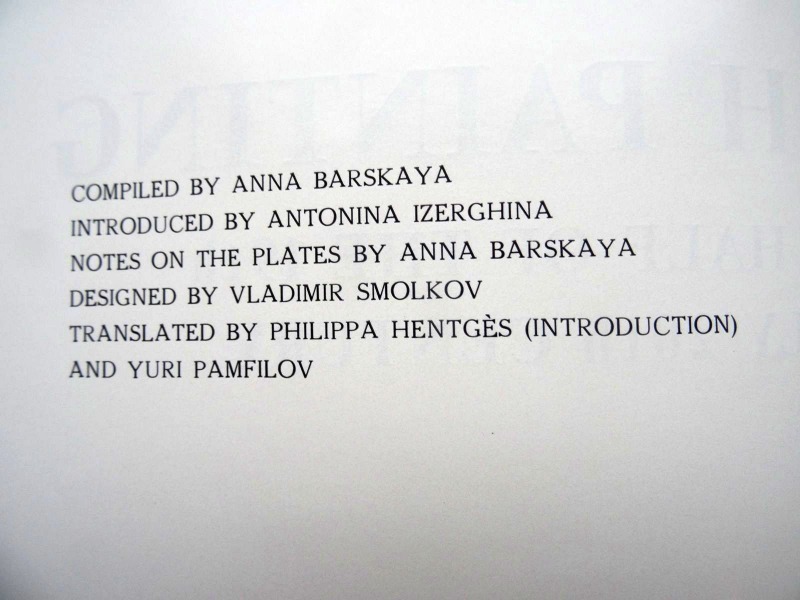 COMPILED BY ANNA BARSKAYA
INTRODUCED BY ANTONINA IZERGHINA
NOTES ON THE PLATES BY ANNA BARSKAYA
DESIGNED BY VLADIMIR SMOLKOV
TRANSLATED BY PHILIPPA HENTGÈS (INTRODUCTION)
AND YURI PAMFILOV